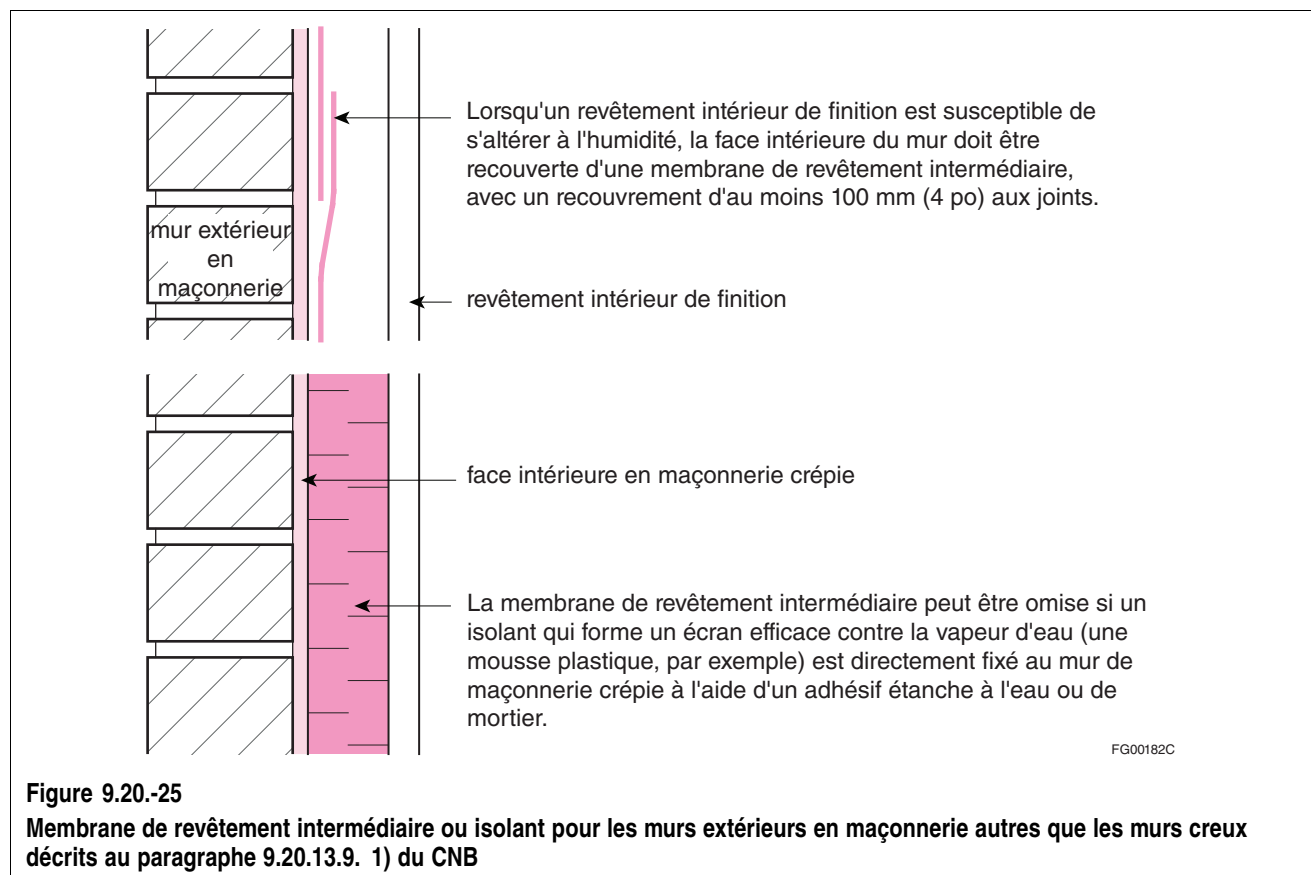 Lorsqu'un revêtement intérieur de finition est susceptible de
s'altérer à l'humidité, la face intérieure du mur doit être
recouverte d'une membrane de revêtement intermédiaire,
avec un recouvrement d'au moins 100 mm (4 po) aux joints.
mur extérieur
en
maçonnerie
revêtement intérieur de finition
face intérieure en maçonnerie crépie
La membrane de revêtement intermédiaire peut être omise si un
isolant qui forme un écran efficace contre la vapeur d'eau (une
mousse plastique, par exemple) est directement fixé au mur de
maçonnerie crépie à l'aide d'un adhésif étanche à l'eau ou de
mortier.
FG00182C
Figure 9.20.-25
Membrane de revêtement intermédiaire ou isolant pour les murs extérieurs en maçonnerie autres que les murs creux
décrits au paragraphe 9.20.13.9. 1) du CNB